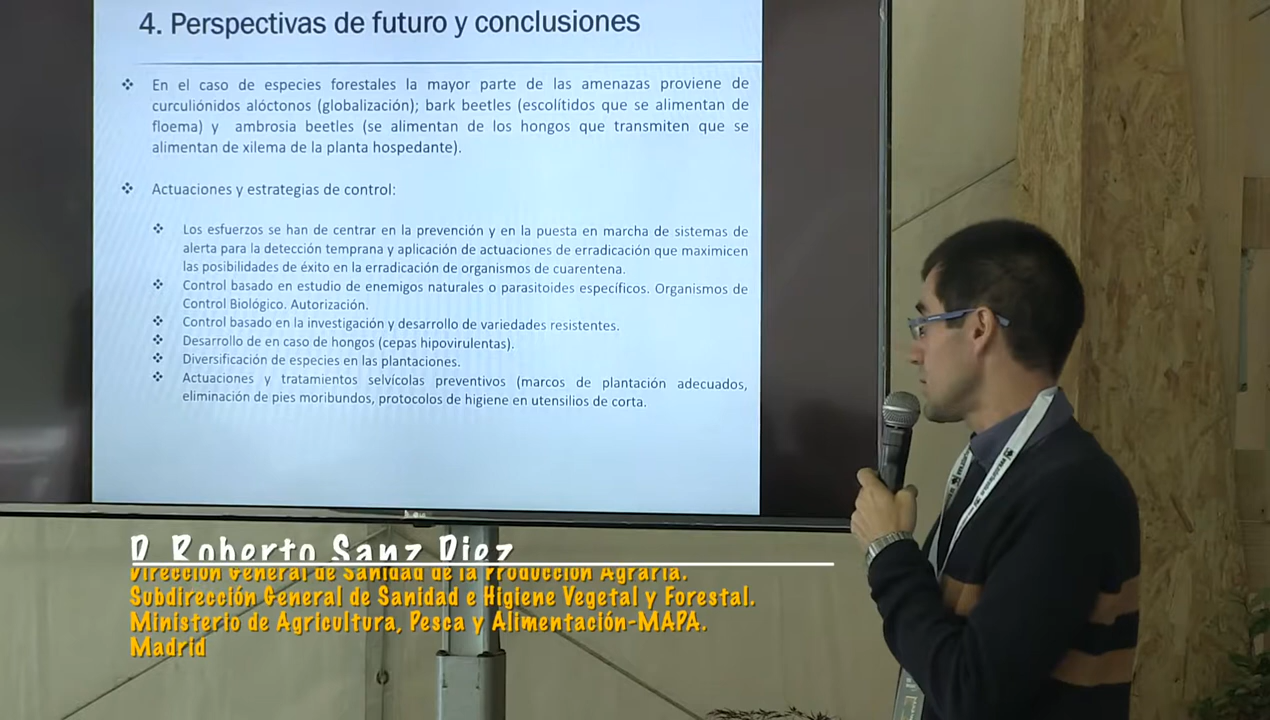 4. Perspectivas de futuro y conclusiones
❖ En el caso de especies forestales la mayor parte de las amenazas proviene de
curculiónidos alóctonos (globalización); bark beetles (escolítidos que se alimentan de
floema) y ambrosia beetles (se alimentan de los hongos que transmiten que se
alimentan de xilema de la planta hospedante).
❖ Actuaciones y estrategias de control:
❖ Los esfuerzos se han de centrar en la prevención y en la puesta en marcha de sistemas de
alerta para la detección temprana y aplicación de actuaciones de erradicación que maximicen
las posibilidades de éxito en la erradicación de organismos de cuarentena.
❖ Control basado en estudio de enemigos naturales o parasitoides específicos. Organismos de
Control Biológico. Autorización.
❖ Control basado en la investigación y desarrollo de variedades resistentes.
❖ Desarrollo de en caso de hongos (cepas hipovirulentas).
❖ Diversificación de especies en las plantaciones.
❖ Actuaciones y tratamientos selvícolas preventivos (marcos de plantación adecuados,
eliminación de pies moribundos, protocolos de higiene en utensilios de corta.
D. Roberto Sanz Diez
Dirección General de Sanidad de la Producción Agraria.
Subdirección General de Sanidad e Higiene Vegetal y Forestal.
Ministerio de Agricultura, Pesca y Alimentación-MAPA.
Madrid